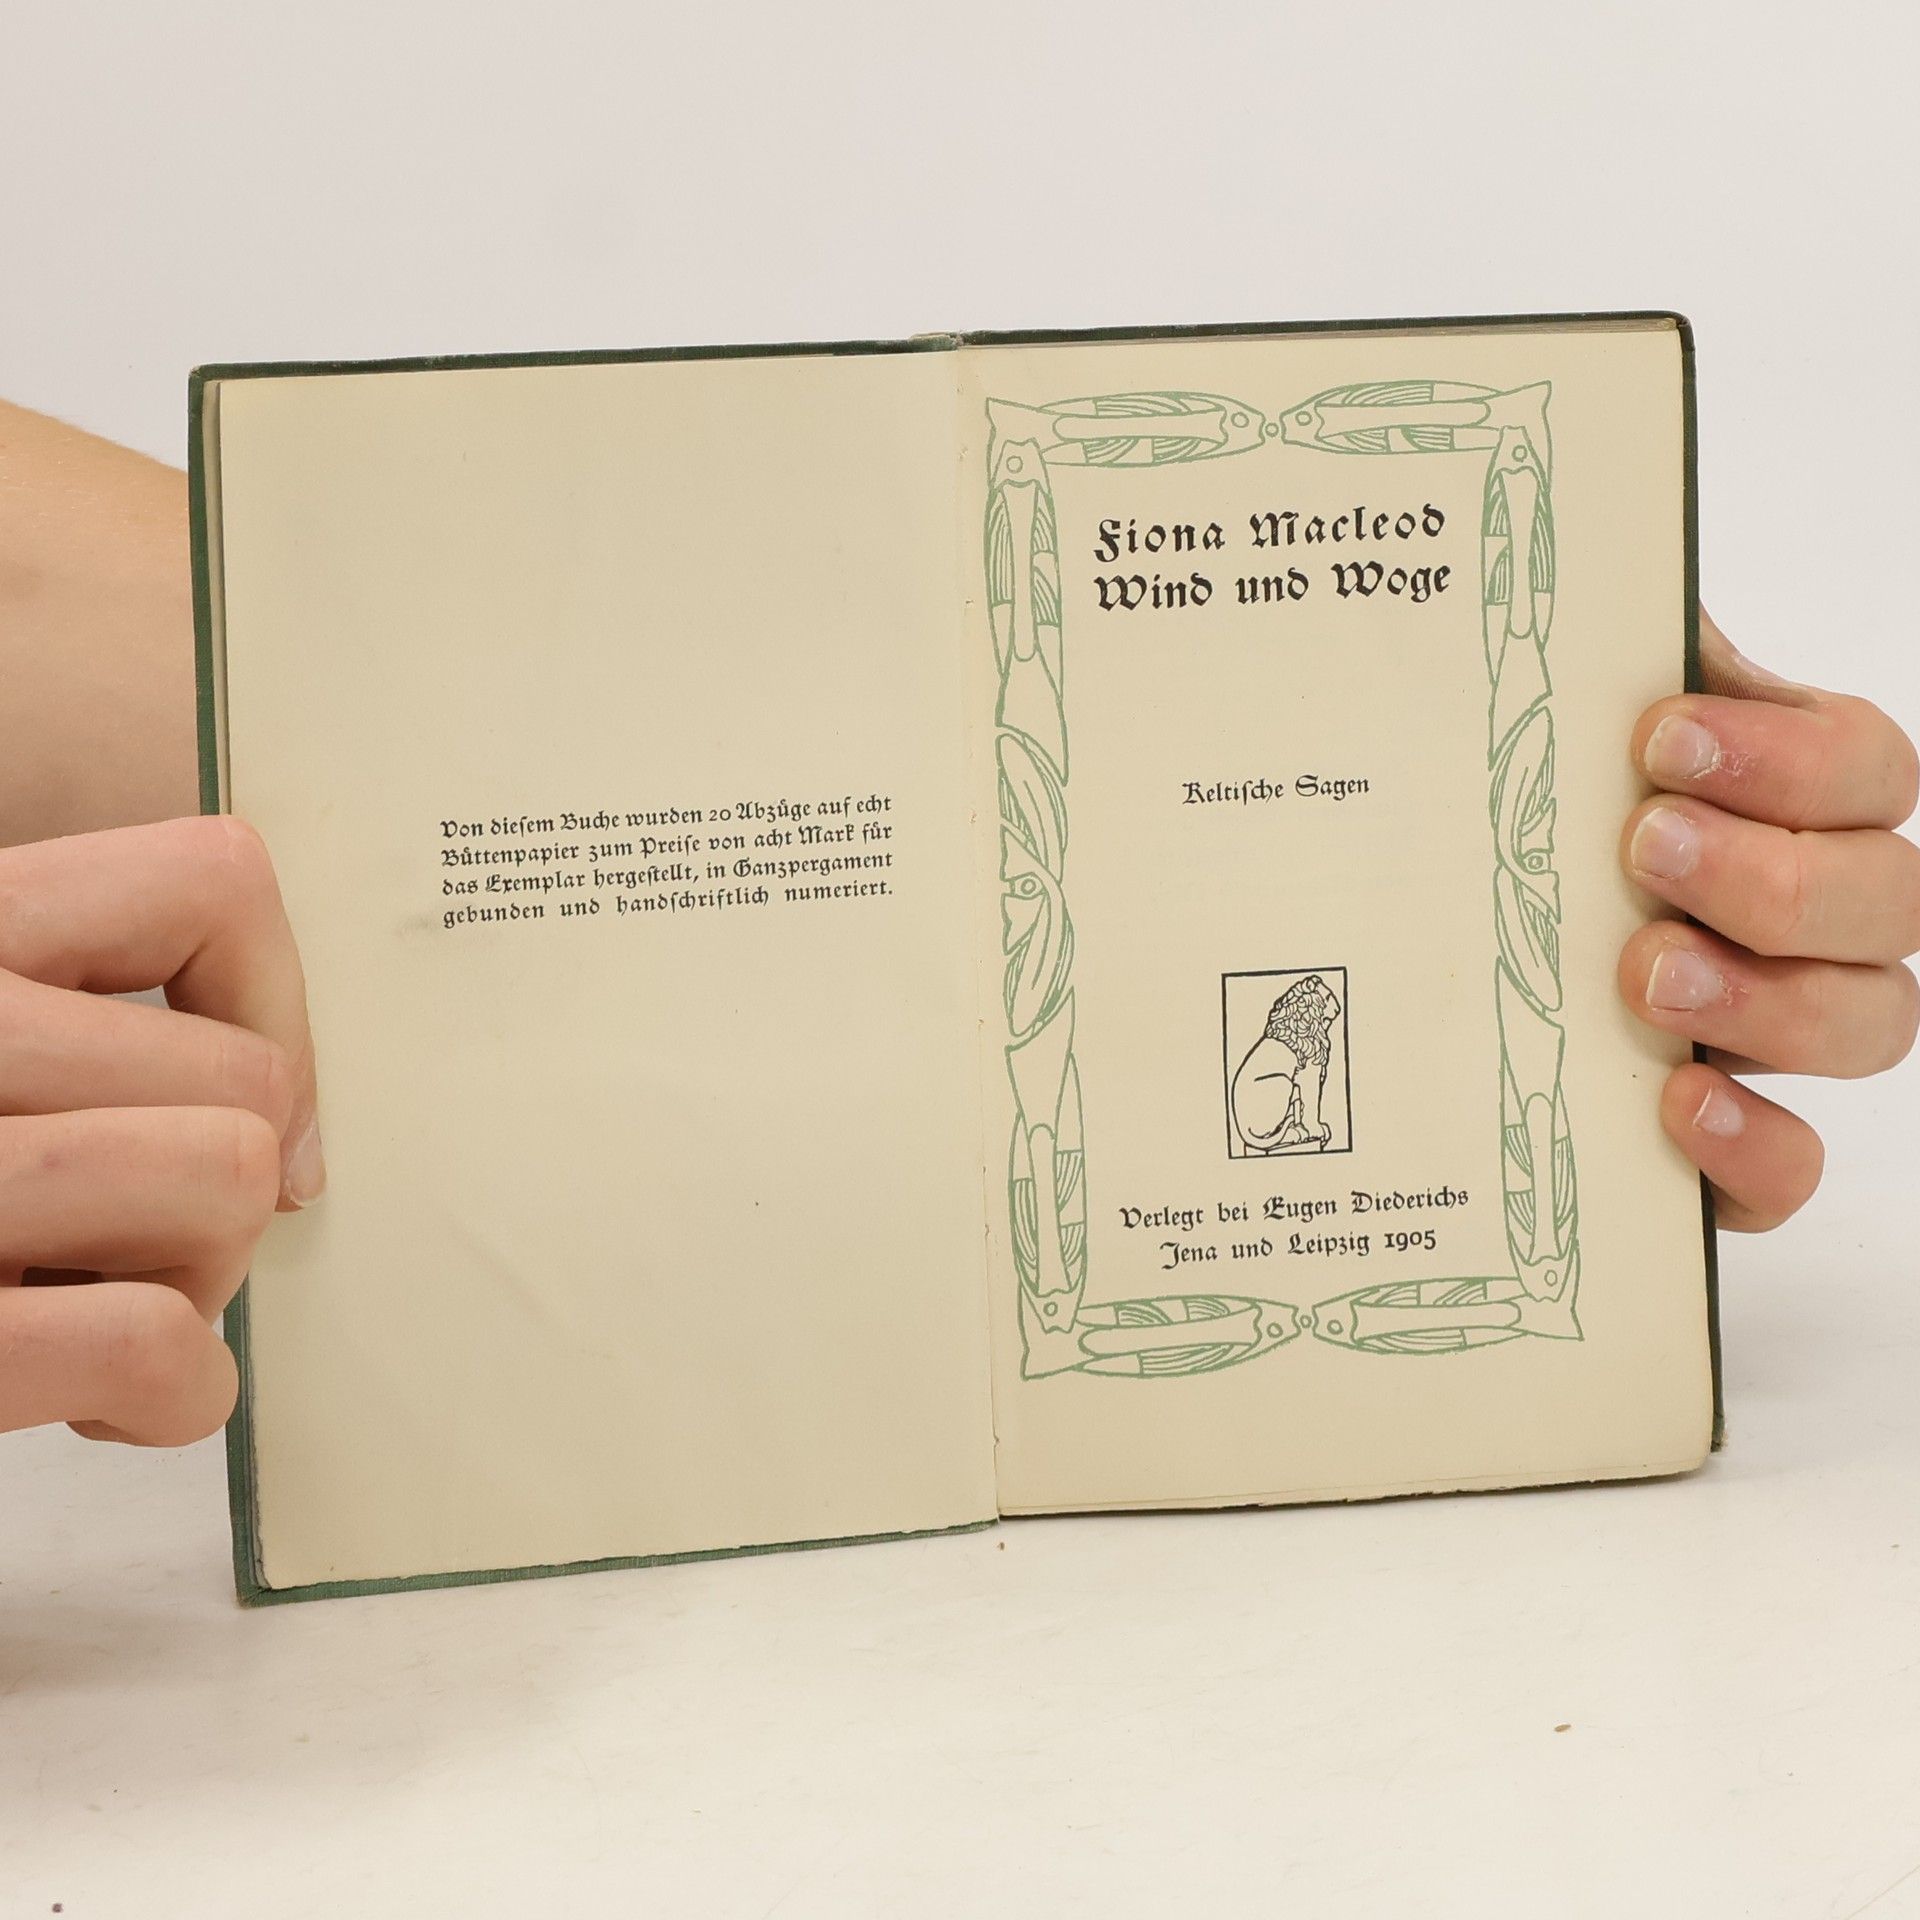 Von dieſem Buche wurden 20 Abzüge auf echt
Büttenpapier zum Preiſe von acht Mark für
das Exemplar hergeſtellt, in Ganzpergament
gebunden und handſchriftlich numeriert.
Fiona Macleod
Wind und Woge
Keltiſche Sagen
Verlegt bei Eugen Diederichs
Jena und Leipzig 1905